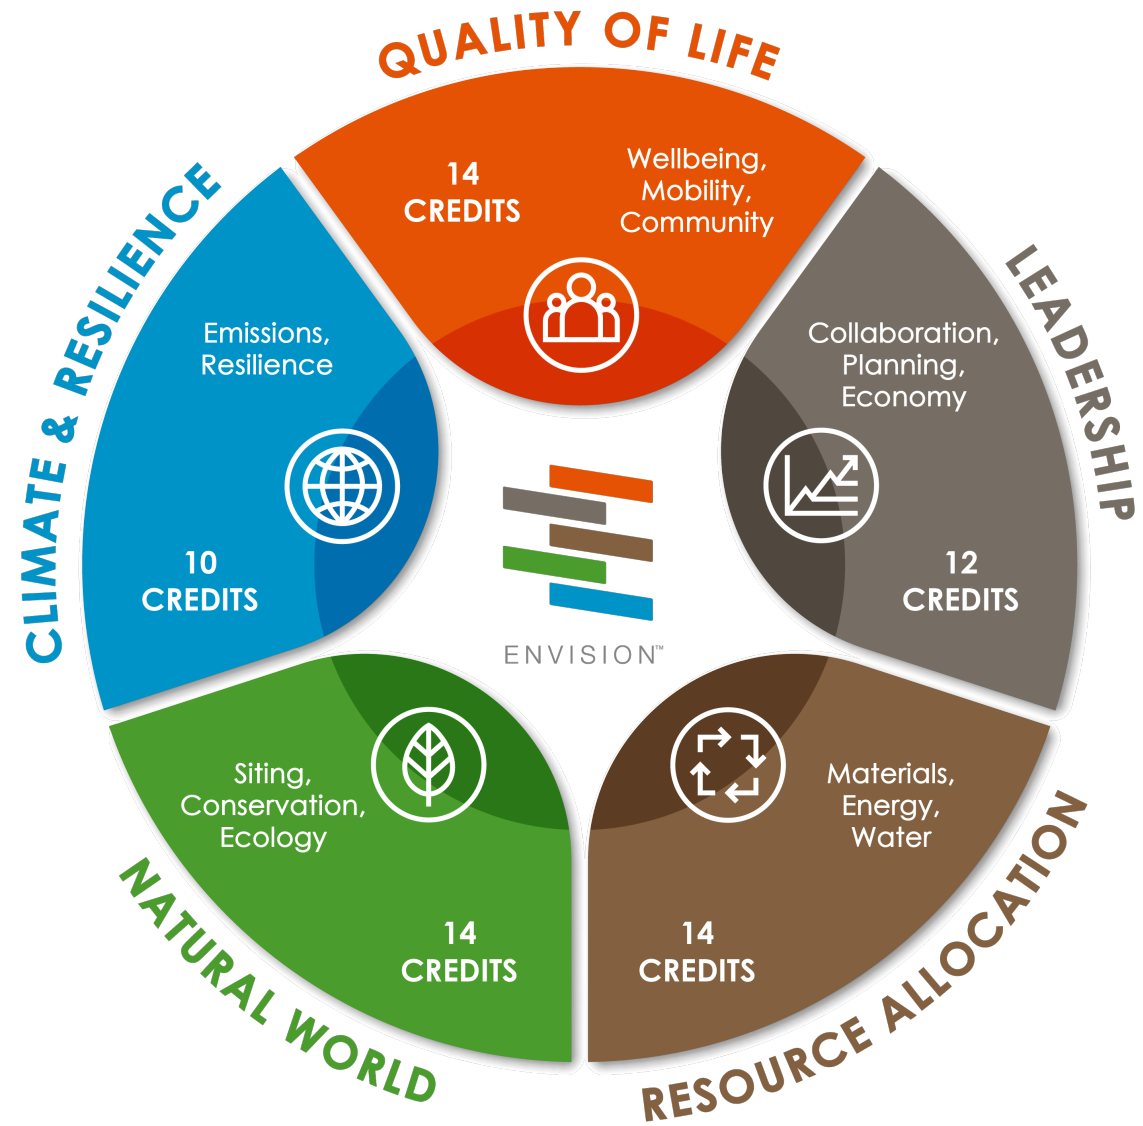 QUALITY OF LIFE
14
CREDITS
Wellbeing,
Mobility,
Community
LEADERSHIP
Collaboration,
Planning,
Economy
12
CREDITS
RESOURCE ALLOCATION
Materials,
Energy,
Water
14
CREDITS
NATURAL WORLD
Siting,
Conservation,
Ecology
14
CREDITS
CLIMATE & RESILIENCE
Emissions,
Resilience
10
CREDITS
ENVISION™